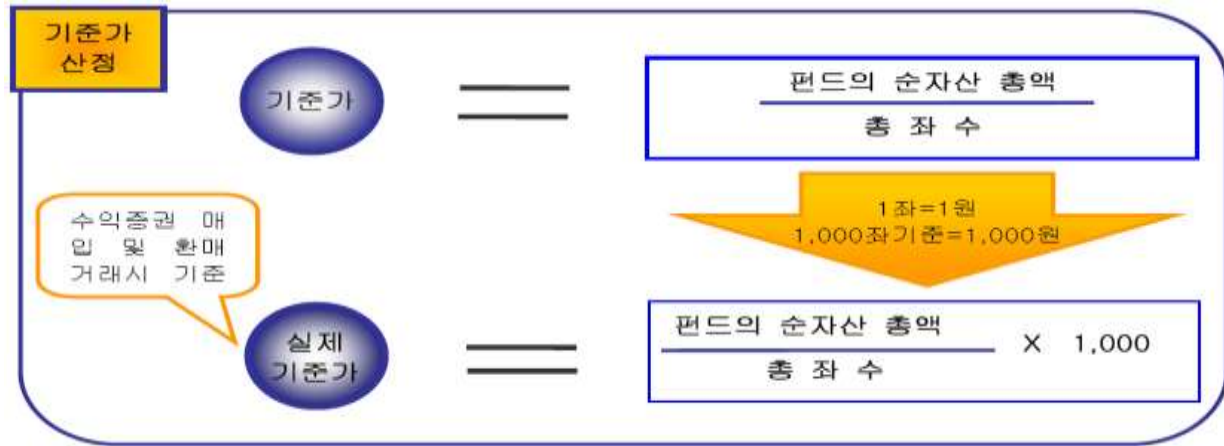 기준가
산정
기준가
펀드의 순자산 총액
총 좌 수
수익증권 매
입 및 환매
거래시 기준
1좌=1원
1,000좌기준=1,000원
실제
기준가
펀드의 순자산 총액
총 좌 수
X 1,000